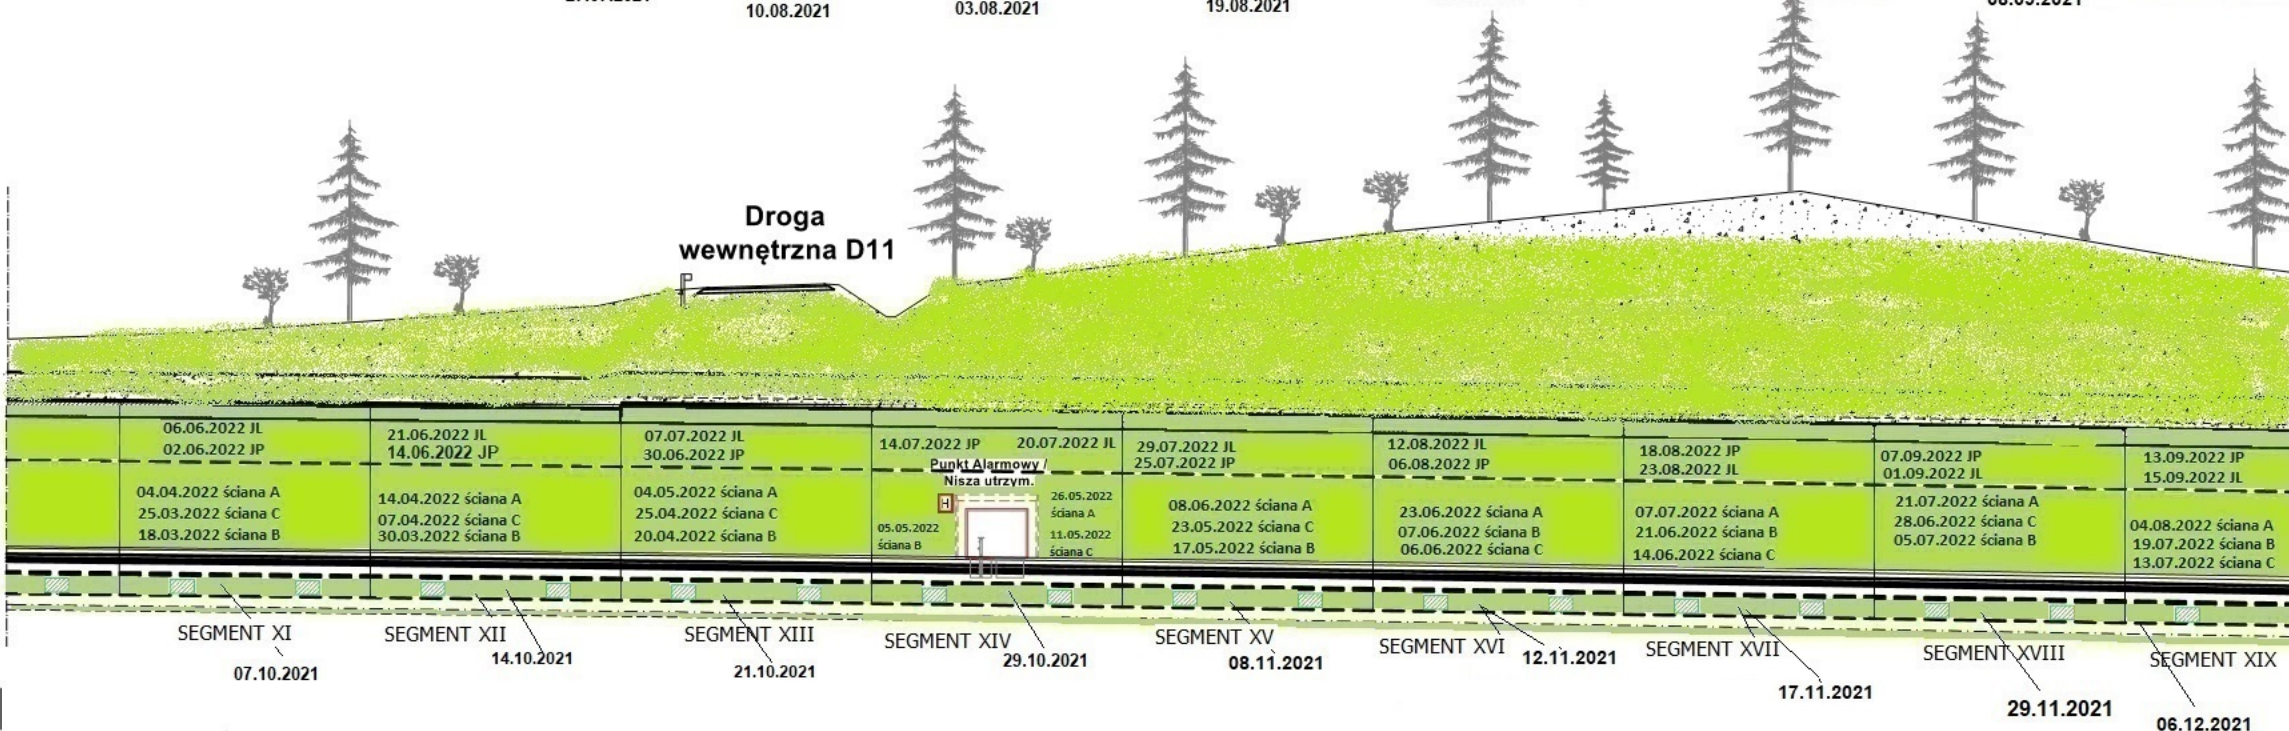 10.08.2021
03.08.2021
19.08.2021
Droga
wewnętrzna D11
06.06.2022 JL
02.06.2022 JP
04.04.2022 ściana A
25.03.2022 ściana C
18.03.2022 ściana B
21.06.2022 JL
14.06.2022 JP
14.04.2022 ściana A
07.04.2022 ściana C
30.03.2022 ściana B
07.07.2022 JL
30.06.2022 JP
04.05.2022 ściana A
25.04.2022 ściana C
20.04.2022 ściana B
14.07.2022 JP
20.07.2022 JL
Punkt Alarmowy /
Nisza utrzym.
H
05.05.2022
ściana B
26.05.2022
ściana A
11.05.2022
ściana C
29.07.2022 JL
25.07.2022 JP
08.06.2022 ściana A
23.05.2022 ściana C
17.05.2022 ściana B
12.08.2022 JL
06.08.2022 JP
23.06.2022 ściana A
07.06.2022 ściana B
06.06.2022 ściana C
18.08.2022 JP
23.08.2022 JL
07.07.2022 ściana A
21.06.2022 ściana B
14.06.2022 ściana C
07.09.2022 JP
01.09.2022 JL
21.07.2022 ściana A
28.06.2022 ściana C
05.07.2022 ściana B
13.09.2022 JP
15.09.2022 JL
04.08.2022 ściana A
19.07.2022 ściana B
13.07.2022 ściana C
SEGMENT XI
SEGMENT XII
SEGMENT XIII
SEGMENT XIV
SEGMENT XV
SEGMENT XVI
SEGMENT XVII
SEGMENT XVIII
SEGMENT XIX
07.10.2021
14.10.2021
21.10.2021
29.10.2021
08.11.2021
12.11.2021
17.11.2021
29.11.2021
06.12.2021